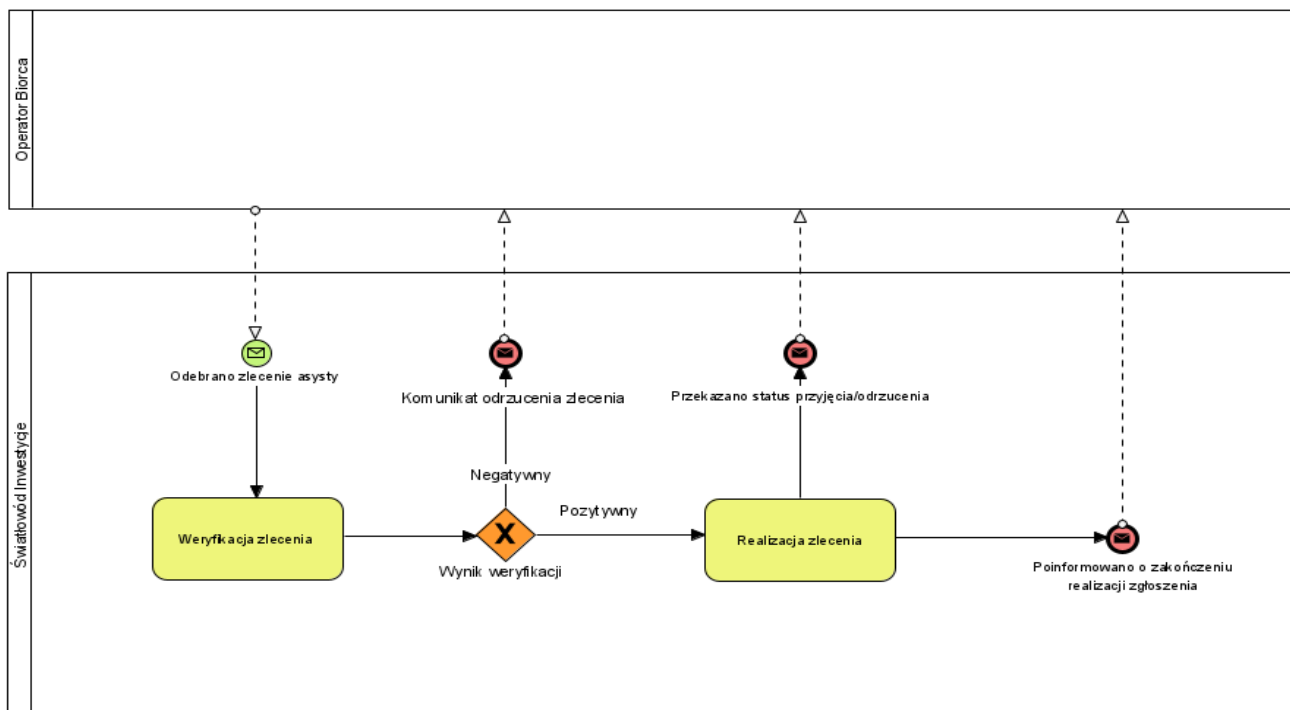 Operator Biorca
Światłowód Inwestycje
Odebrano zlecenie asysty
Komunikat odrzucenia zlecenia
Przekazano status przyjęcia/odrzucenia
Negatywny
Pozytywny
Weryfikacja zlecenia
X
Wynik weryfikacji
Realizacja zlecenia
Poinformowano o zakończeniu
realizacji zgłoszenia